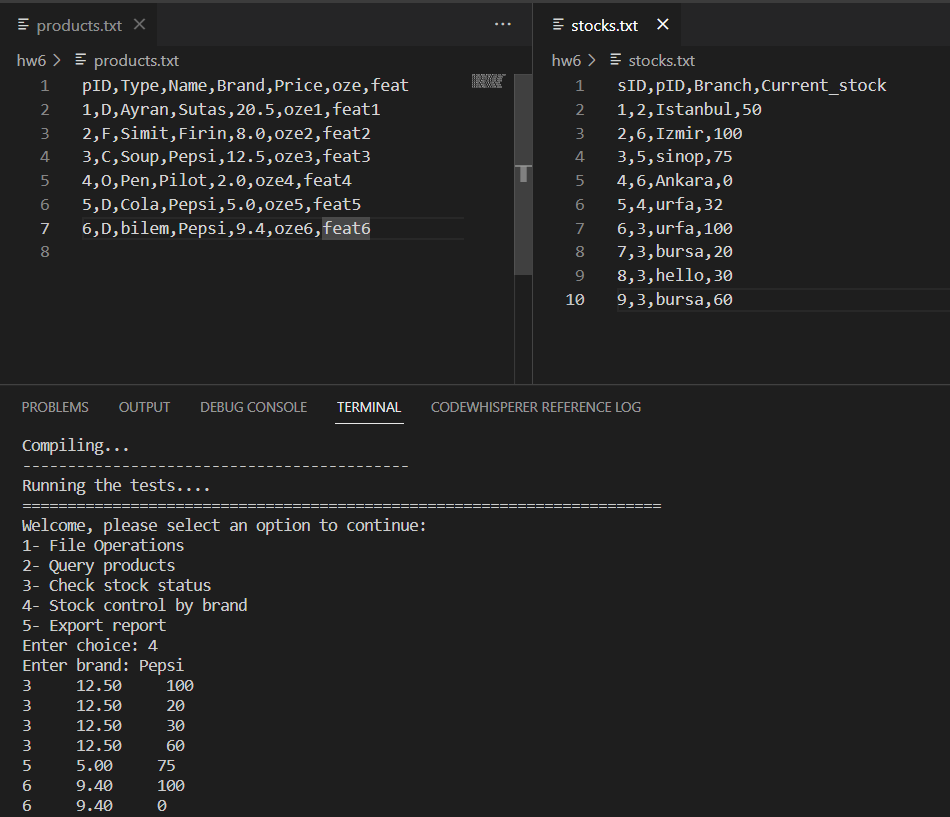 products.txt
hw6 > products.txt
1 pID,Type,Name,Brand,Price,oze,feat
2 1,D,Ayran,Sutas,20.5,oze1,feat1
3 2,F,Simit,Firin,8.0,oze2,feat2
4 3,C,Soup,Pepsi,12.5,oze3,feat3
5 4,O,Pen,Pilot,2.0,oze4,feat4
6 5,D,Cola,Pepsi,5.0,oze5,feat5
7 6,D,bilem,Pepsi,9.4,oze6,feat6
8
stocks.txt
hw6 > stocks.txt
1 sID,pID,Branch,Current_stock
2 1,2,Istanbul,50
3 2,6,Izmir,100
4 3,5,sinop,75
5 4,6,Ankara,0
6 5,4,urfa,32
7 6,3,urfa,100
8 7,3,bursa,20
9 8,3,hello,30
10 9,3,bursa,60
PROBLEMS OUTPUT DEBUG CONSOLE TERMINAL CODEWHISPERER REFERENCE LOG
Compiling...
-------------------------------------------
Running the tests....
=======================================================================
Welcome, please select an option to continue:
1- File Operations
2- Query products
3- Check stock status
4- Stock control by brand
5- Export report
Enter choice: 4
Enter brand: Pepsi
3 12.50 100
3 12.50 20
3 12.50 30
3 12.50 60
5 5.00 75
6 9.40 100
6 9.40 0